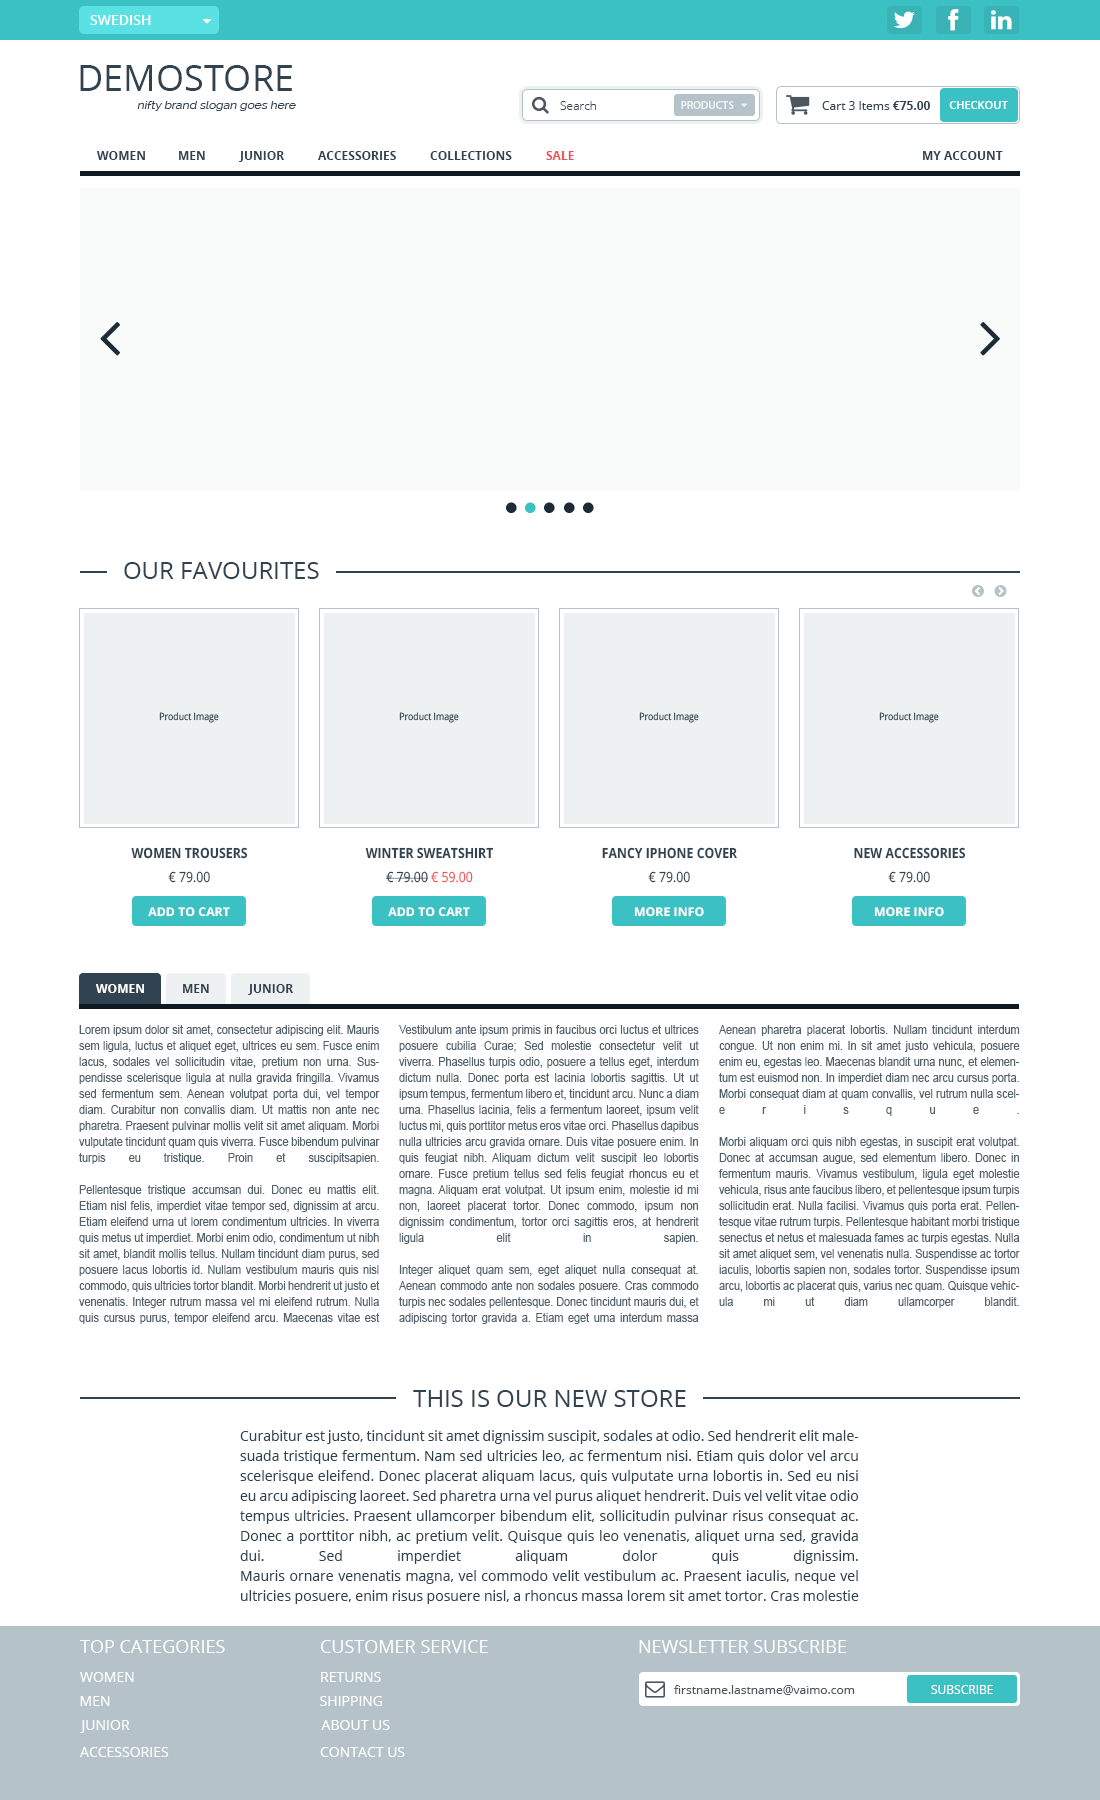 SWEDISH
DEMOSTORE
nifty brand slogan goes here
Search
PRODUCTS
Cart 3 Items €75.00
CHECKOUT
WOMEN
MEN
JUNIOR
ACCESSORIES
COLLECTIONS
SALE
MY ACCOUNT
OUR FAVOURITES
Product Image
Product Image
Product Image
Product Image
WOMEN TROUSERS
€ 79.00
ADD TO CART
WINTER SWEATSHIRT
€ 79.00 € 59.00
ADD TO CART
FANCY IPHONE COVER
€ 79.00
MORE INFO
NEW ACCESSORIES
€ 79.00
MORE INFO
WOMEN
MEN
JUNIOR
Lorem ipsum dolor sit amet, consectetur adipiscing elit. Mauris
sem ligula, luctus et aliquet eget, ultrices eu sem. Fusce enim
lacus, sodales vel sollicitudin vitae, pretium non urna. Sus-
pendisse scelerisque ligula at nulla gravida fringilla. Vivamus
sed fermentum sem. Aenean volutpat porta dui, vel tempor
diam. Curabitur non convallis diam. Ut mattis non ante nec
pharetra. Praesent pulvinar mollis velit sit amet aliquam. Morbi
vulputate tincidunt quam quis viverra. Fusce bibendum pulvinar
turpis eu tristique. Proin et suscipitsapien.
Pellentesque tristique accumsan dui. Donec eu mattis elit.
Etiam nisl felis, imperdiet vitae tempor sed, dignissim at arcu.
Etiam eleifend urna ut lorem condimentum ultricies. In viverra
quis metus ut imperdiet. Morbi enim odio, condimentum ut nibh
sit amet, blandit mollis tellus. Nullam tincidunt diam purus, sed
posuere lacus lobortis id. Nullam vestibulum mauris quis nisl
commodo, quis ultricies tortor blandit. Morbi hendrerit ut justo et
venenatis. Integer rutrum massa vel mi eleifend rutrum. Nulla
quis cursus purus, tempor eleifend arcu. Maecenas vitae est
Vestibulum ante ipsum primis in faucibus orci luctus et ultrices
posuere cubilia Curae; Sed molestie consectetur velit ut
viverra. Phasellus turpis odio, posuere a tellus eget, interdum
dictum nulla. Donec porta est lacinia lobortis sagittis. Ut ut
ipsum tempus, fermentum libero et, tincidunt arcu. Nunc a diam
urna. Phasellus lacinia, felis a fermentum laoreet, ipsum velit
luctus mi, quis porttitor metus eros vitae orci. Phasellus dapibus
nulla ultricies arcu gravida ornare. Duis vitae posuere enim. In
quis feugiat nibh. Aliquam dictum velit suscipit leo lobortis
ornare. Fusce pretium tellus sed felis feugiat rhoncus eu et
magna. Aliquam erat volutpat. Ut ipsum enim, molestie id mi
non, laoreet placerat tortor. Donec commodo, ipsum non
dignissim condimentum, tortor orci sagittis eros, at hendrerit
ligula elit in sapien.
Integer aliquet quam sem, eget aliquet nulla consequat at.
Aenean commodo ante non sodales posuere. Cras commodo
turpis nec sodales pellentesque. Donec tincidunt mauris dui, et
adipiscing tortor gravida a. Etiam eget urna interdum massa
Aenean pharetra placerat lobortis. Nullam tincidunt interdum
congue. Ut non enim mi. In sit amet justo vehicula, posuere
enim eu, egestas leo. Maecenas blandit urna nunc, et elemen-
tum est euismod non. In imperdiet diam nec arcu cursus porta.
Morbi consequat diam at quam convallis, vel rutrum nulla scel-
e r i s q u e .
Morbi aliquam orci quis nibh egestas, in suscipit erat volutpat.
Donec at accumsan augue, sed elementum libero. Donec in
fermentum mauris. Vivamus vestibulum, ligula eget molestie
vehicula, risus ante faucibus libero, et pellentesque ipsum turpis
sollicitudin erat. Nulla facilisi. Vivamus quis porta erat. Pellen-
tesque vitae rutrum turpis. Pellentesque habitant morbi tristique
senectus et netus et malesuada fames ac turpis egestas. Nulla
sit amet aliquet sem, vel venenatis nulla. Suspendisse ac tortor
iaculis, lobortis sapien non, sodales tortor. Suspendisse ipsum
arcu, lobortis ac placerat quis, varius nec quam. Quisque vehic-
ula mi ut diam ullamcorper blandit.
THIS IS OUR NEW STORE
Curabitur est justo, tincidunt sit amet dignissim suscipit, sodales at odio. Sed hendrerit elit male-
suada tristique fermentum. Nam sed ultricies leo, ac fermentum nisi. Etiam quis dolor vel arcu
scelerisque eleifend. Donec placerat aliquam lacus, quis vulputate urna lobortis in. Sed eu nisi
eu arcu adipiscing laoreet. Sed pharetra urna vel purus aliquet hendrerit. Duis vel velit vitae odio
tempus ultricies. Praesent ullamcorper bibendum elit, sollicitudin pulvinar risus consequat ac.
Donec a porttitor nibh, ac pretium velit. Quisque quis leo venenatis, aliquet urna sed, gravida
dui. Sed imperdiet aliquam dolor quis dignissim.
Mauris ornare venenatis magna, vel commodo velit vestibulum ac. Praesent iaculis, neque vel
ultricies posuere, enim risus posuere nisl, a rhoncus massa lorem sit amet tortor. Cras molestie
TOP CATEGORIES
WOMEN
MEN
JUNIOR
ACCESSORIES
CUSTOMER SERVICE
RETURNS
SHIPPING
ABOUT US
CONTACT US
NEWSLETTER SUBSCRIBE
firstname.lastname@vaimo.com
SUBSCRIBE